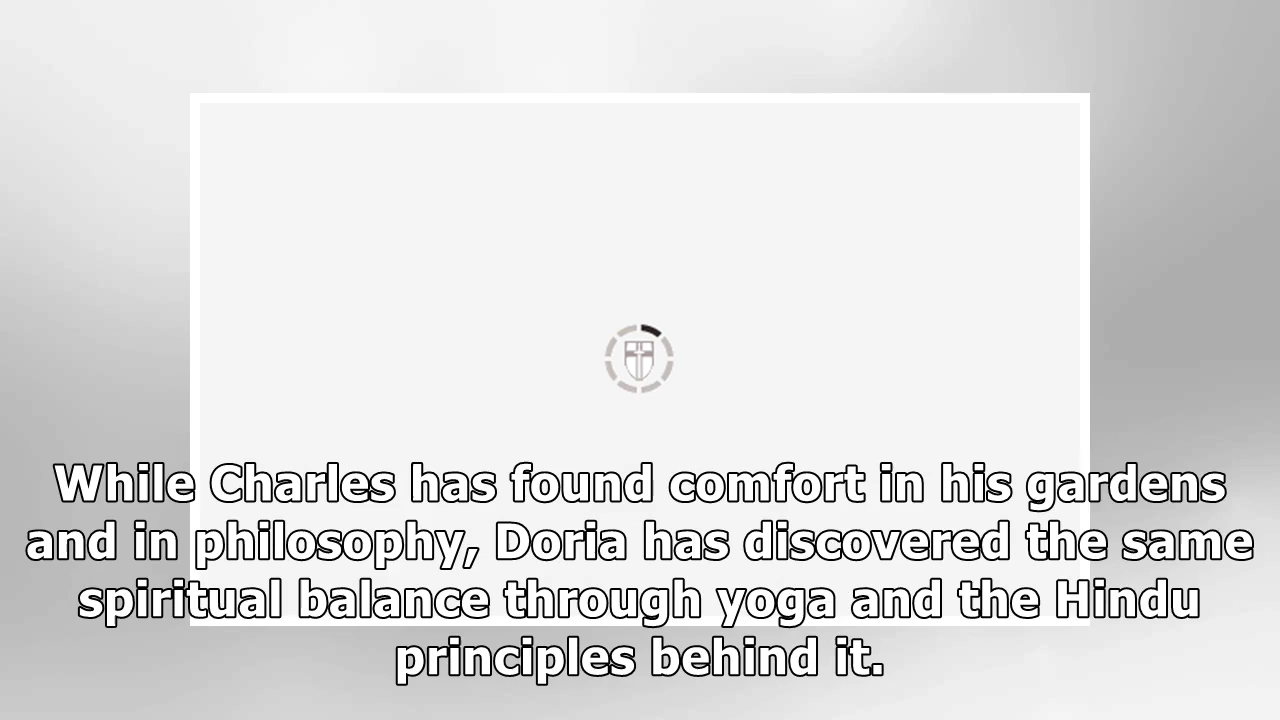 While Charles has found comfort in his gardens
and in philosophy, Doria has discovered the same
spiritual balance through yoga and the Hindu
principles behind it.